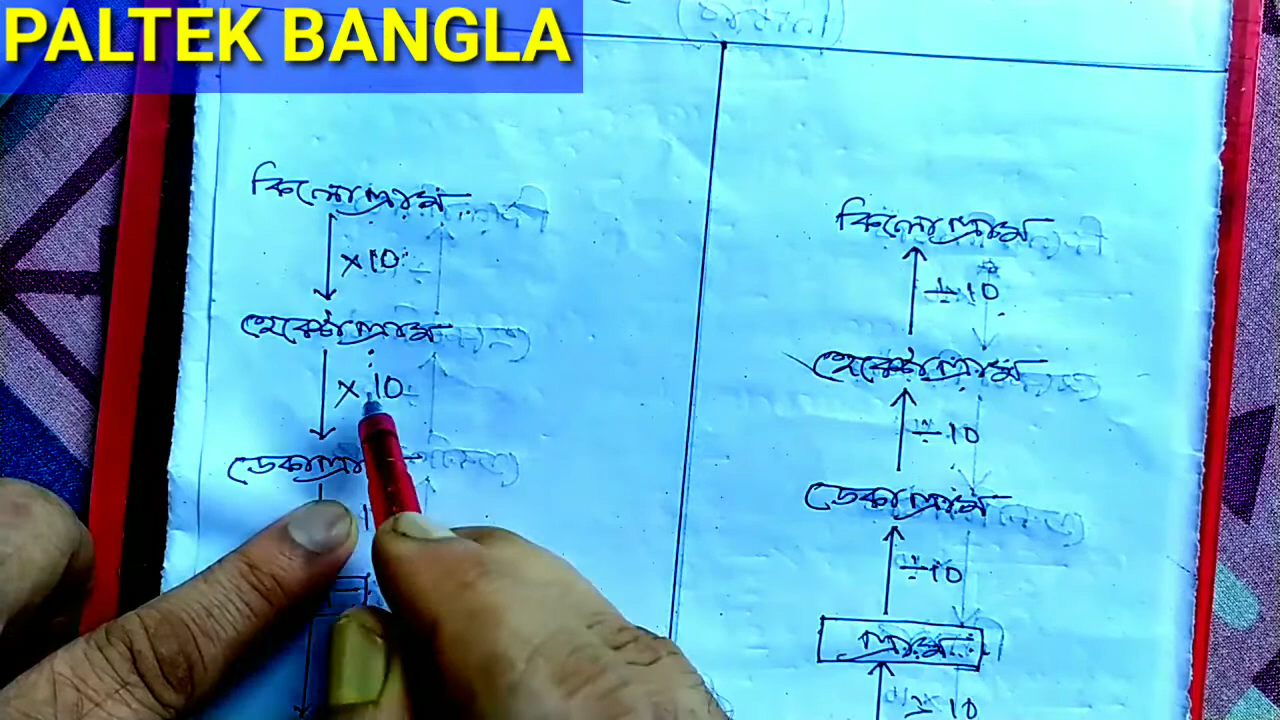 PALTEK BANGLA
কিলোগ্রাম
×10
হেক্টোগ্রাম
×10
ডেকাগ্রা
কিলোগ্রাম
÷10
হেক্টোগ্রাম
÷10
ডেকাগ্রাম
÷10
গ্রাম
÷10